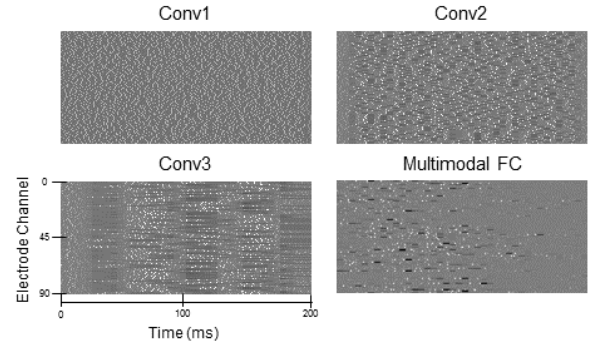 Conv1
Conv2
Conv3
Multimodal FC
Electrode Channel
0
45
90
0
100
200
Time (ms)